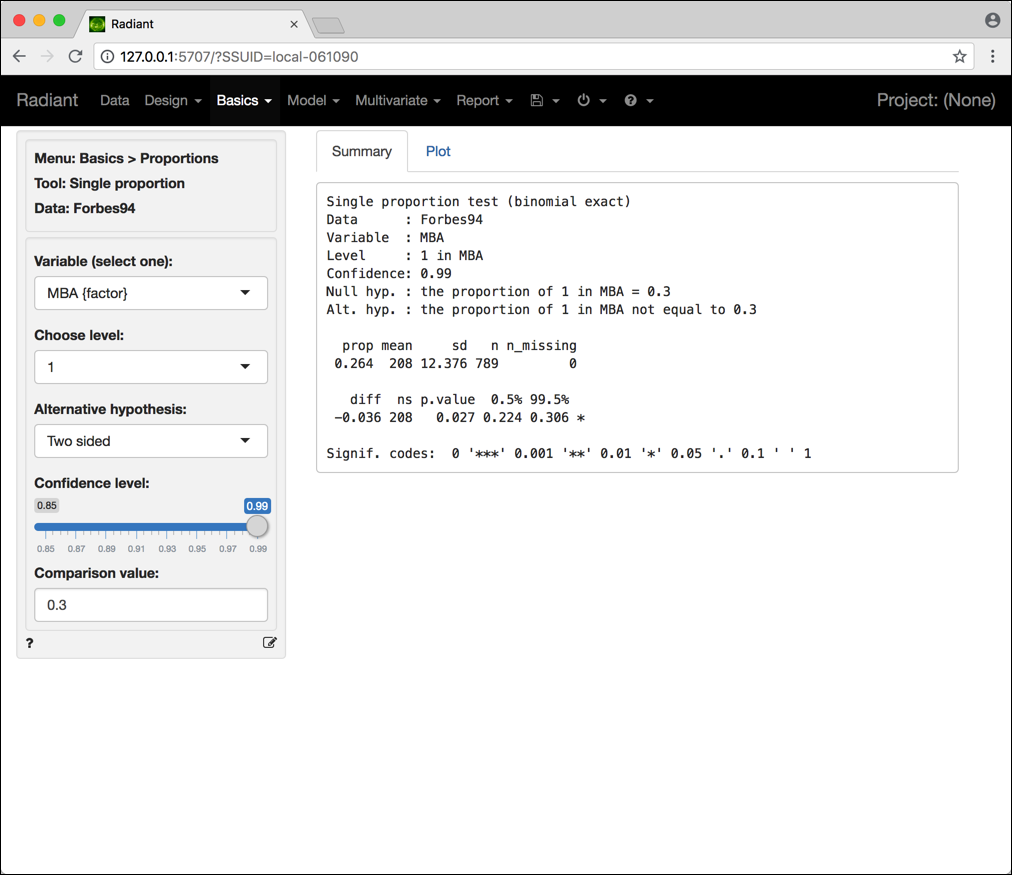 Radiant
127.0.0.1:5707/?SSUID=local-061090
Radiant Data Design Basics Model Multivariate Report Project: (None)
Menu: Basics > Proportions
Tool: Single proportion
Data: Forbes94
Variable (select one):
MBA {factor}
Choose level:
1
Alternative hypothesis:
Two sided
Confidence level:
0.85 0.99
0.85 0.87 0.89 0.91 0.93 0.95 0.97 0.99
Comparison value:
0.3
?
Summary Plot
Single proportion test (binomial exact)
Data      : Forbes94
Variable  : MBA
Level     : 1 in MBA
Confidence: 0.99
Null hyp. : the proportion of 1 in MBA = 0.3
Alt. hyp. : the proportion of 1 in MBA not equal to 0.3
prop mean     sd   n n_missing
0.264  208 12.376 789         0
diff  ns p.value  0.5% 99.5%
-0.036 208   0.027 0.224 0.306 *
Signif. codes:  0 '***' 0.001 '**' 0.01 '*' 0.05 '.' 0.1 ' ' 1